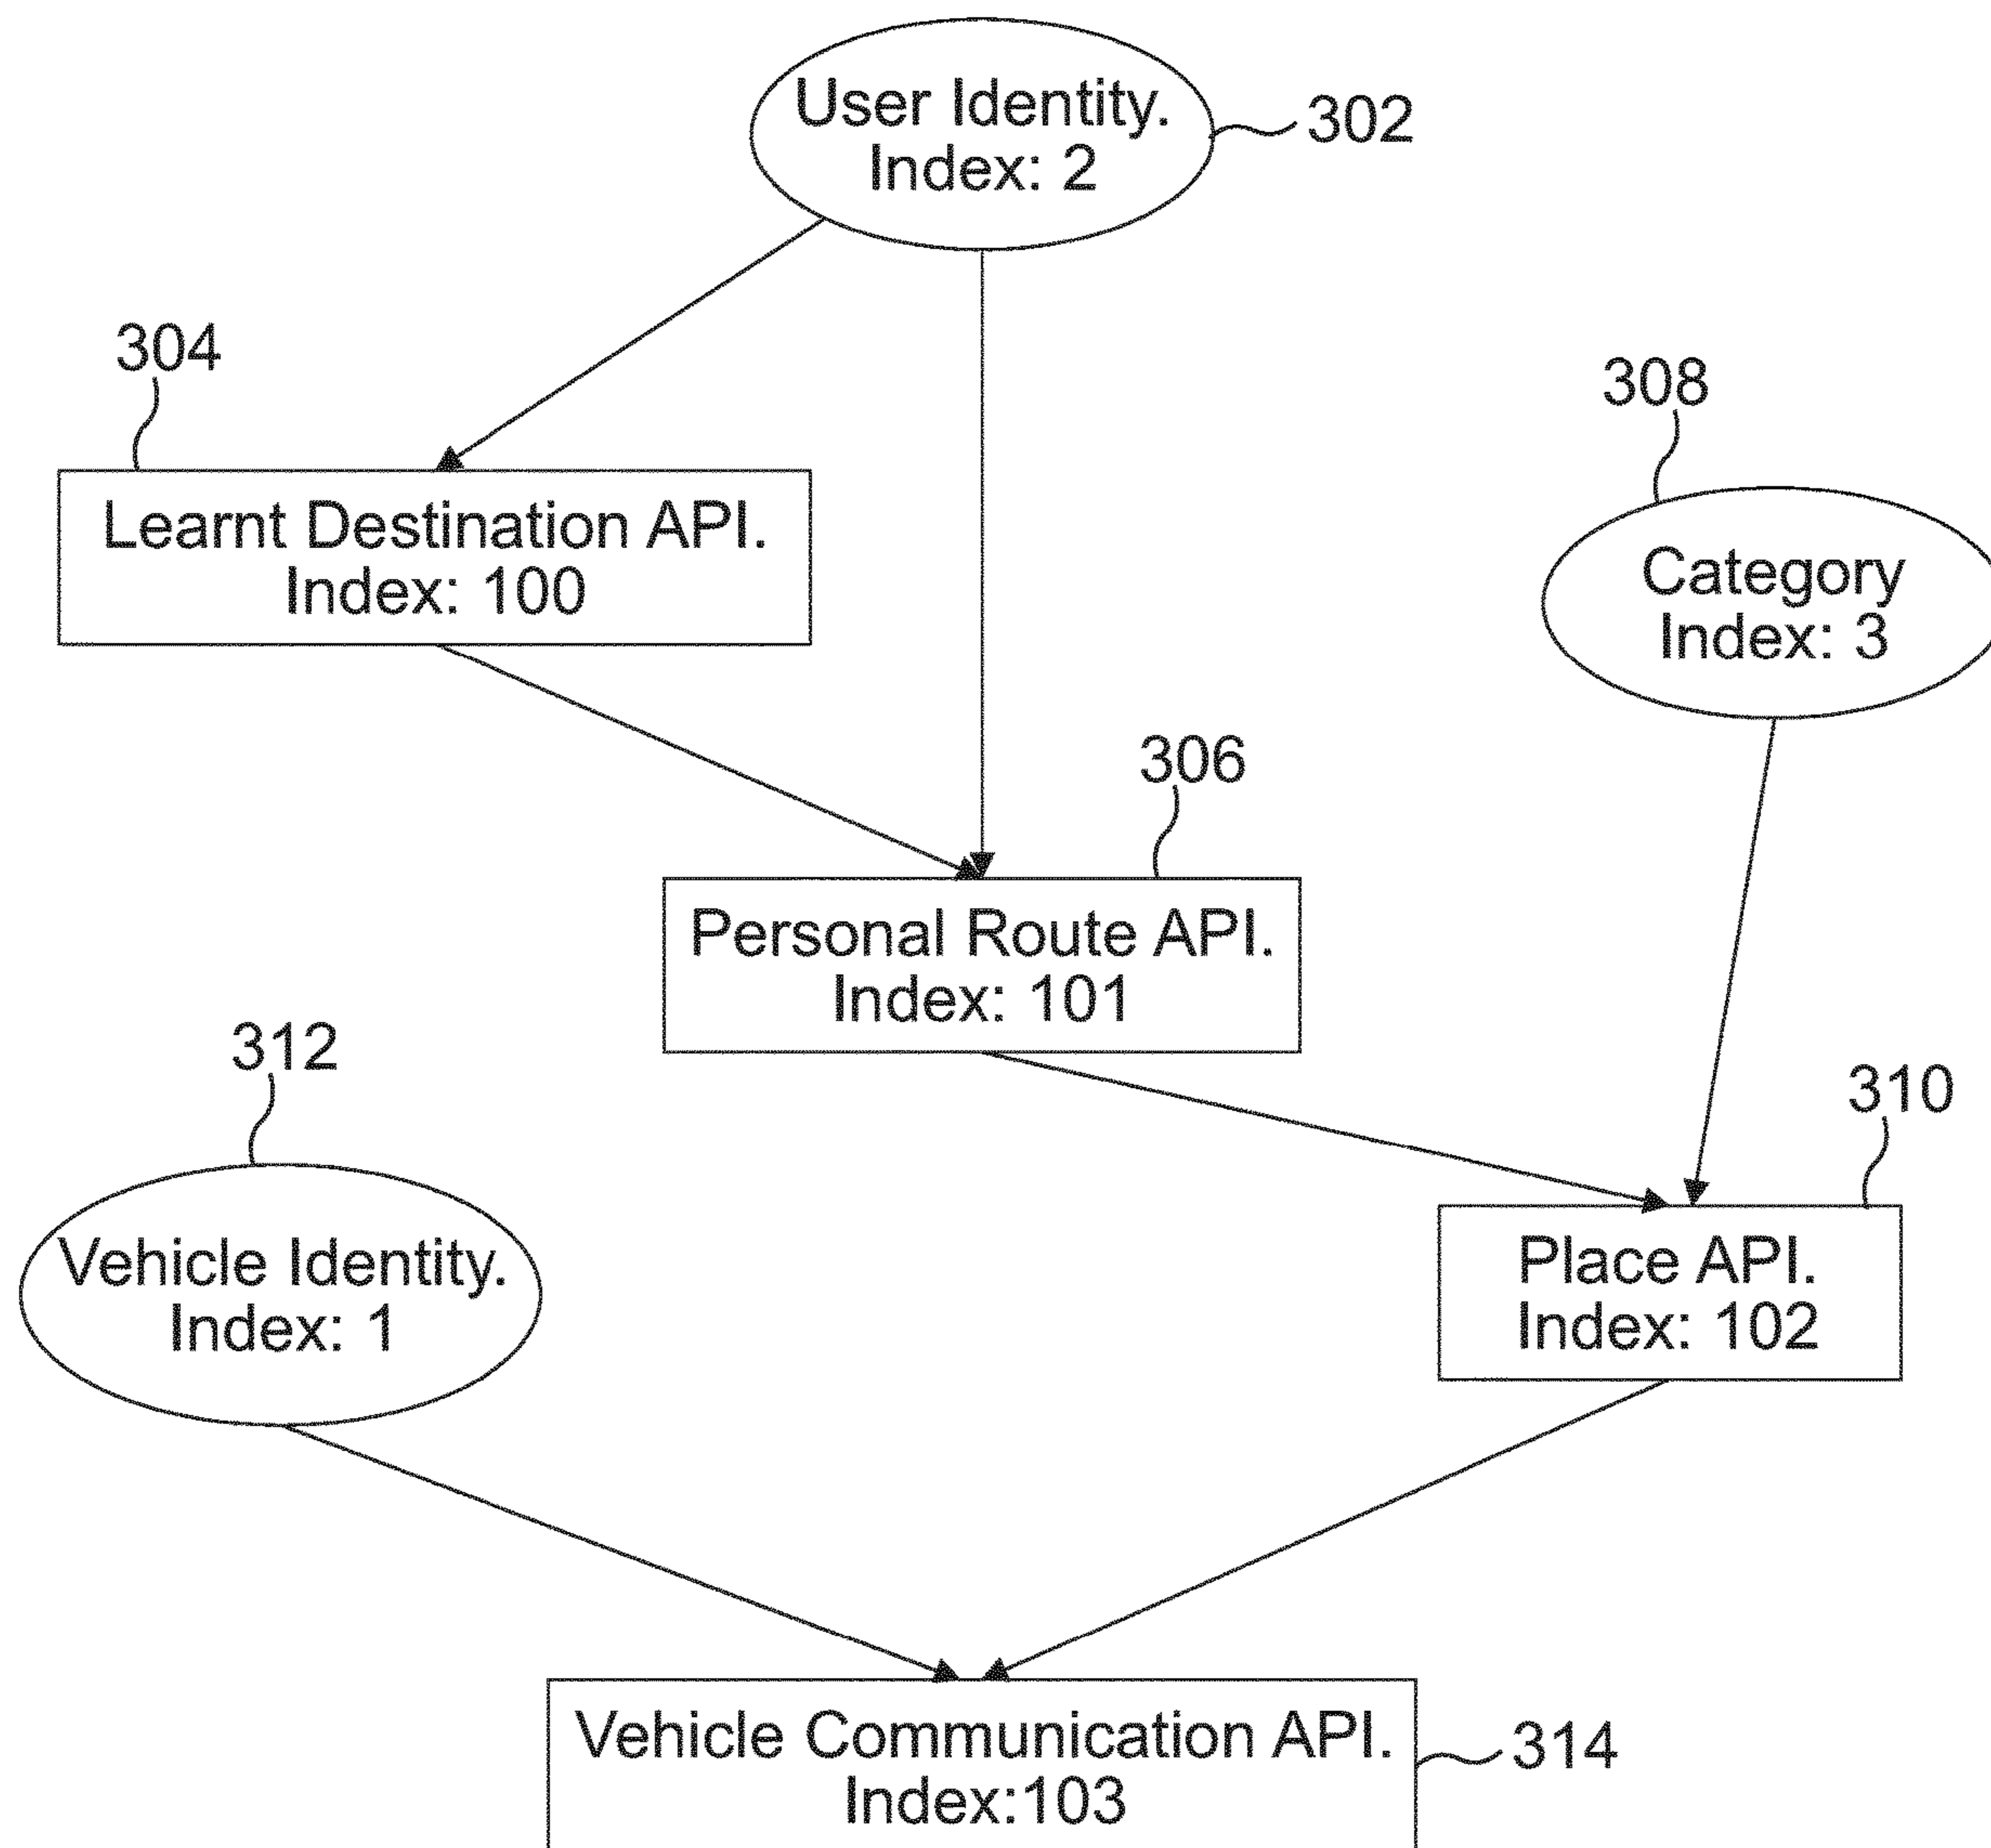 User Identity.
Index: 2
302
304
Learnt Destination API.
Index: 100
308
Category
Index: 3
306
Personal Route API.
Index: 101
312
Vehicle Identity.
Index: 1
310
Place API.
Index: 102
Vehicle Communication API.
Index:103
314